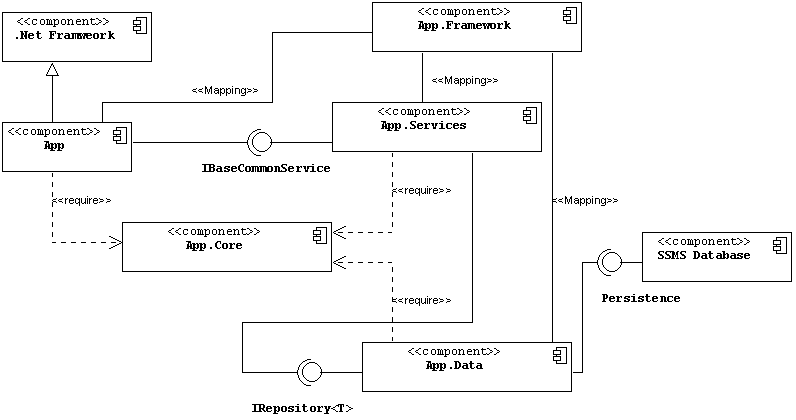 <<component>>
.Net Framweork
<<component>>
App.Framework
<<Mapping>>
<<Mapping>>
<<component>>
App
<<component>>
App.Services
IBaseCommonService
<<require>>
<<require>>
<<Mapping>>
<<component>>
App.Core
<<component>>
SSMS Database
Persistence
<<require>>
<<component>>
App.Data
IRepository<T>